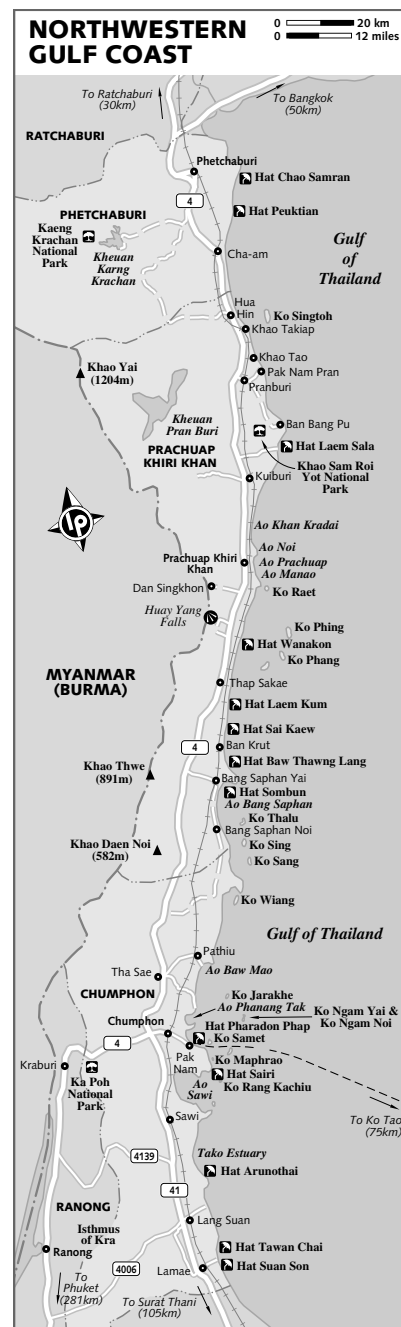 NORTHWESTERN
GULF COAST
0 20 km
0 12 miles
To Ratchaburi
(30km)
To Bangkok
(50km)
RATCHABURI
Phetchaburi
Hat Chao Samran
4
PHETCHABURI
Hat Peuktian
Kaeng
Krachan
National
Park
Kheuan
Karng
Krachan
Cha-am
Gulf
of
Thailand
Hua
Hin
Ko Singtoh
Khao Takiap
Khao Tao
Pak Nam Pran
Pranburi
Khao Yai
(1204m)
Kheuan
Pran Buri
Ban Bang Pu
PRACHUAP
KHIRI KHAN
Hat Laem Sala
Khao Sam Roi
Yot National
Park
Kuiburi
lp
Ao Khan Kradai
Ao Noi
Prachuap Khiri
Khan
Ao Prachuap
Ao Manao
Dan Singkhon
Ko Raet
Huay Yang
Falls
Ko Phing
Hat Wanakon
Ko Phang
MYANMAR
(BURMA)
Thap Sakae
Hat Laem Kum
Hat Sai Kaew
4
Ban Krut
Hat Baw Thawng Lang
Khao Thwe
(891m)
Bang Saphan Yai
Hat Sombun
Ao Bang Saphan
Ko Thalu
Bang Saphan Noi
Khao Daen Noi
(582m)
Ko Sing
Ko Sang
Ko Wiang
Gulf of Thailand
Pathiu
Ao Baw Mao
Tha Sae
CHUMPHON
Ko Jarakhe
Ao Phanang Tak
Ko Ngam Yai &
Ko Ngam Noi
Chumphon
Hat Pharadon Phap
Ko Samet
4
Pak
Nam
Ko Maphrao
Kraburi
Hat Sairi
Ka Poh
National
Park
Ao
Sawi
Ko Rang Kachiu
To Ko Tao
(75km)
Sawi
4139
Tako Estuary
Hat Arunothai
41
RANONG
Isthmus
of Kra
Lang Suan
Ranong
Hat Tawan Chai
4006
Lamae
Hat Suan Son
To
Phuket
(281km)
To Surat Thani
(105km)